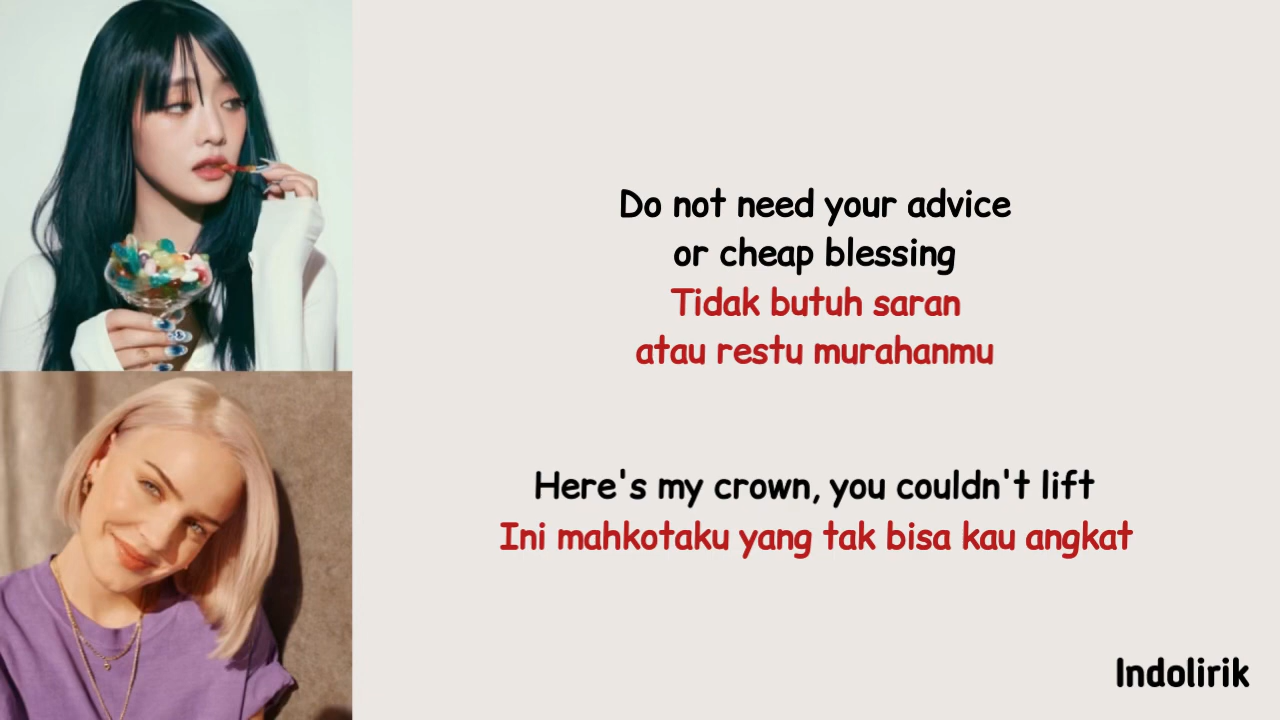 Do not need your advice
or cheap blessing
Tidak butuh saran
atau restu murahanmu
Here's my crown, you couldn't lift
Ini mahkotaku yang tak bisa kau angkat
Indolirik